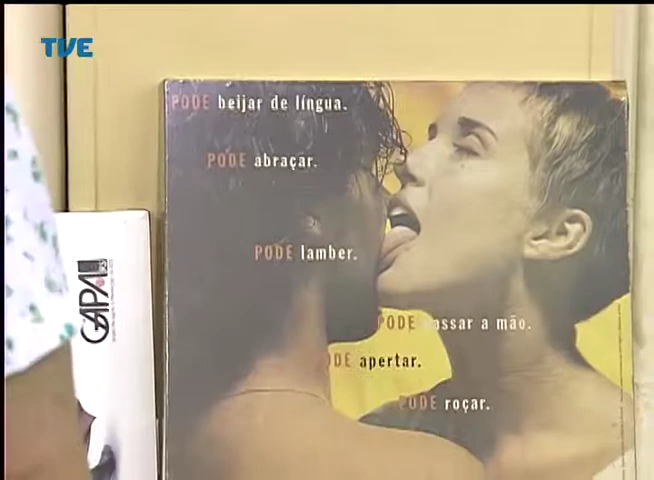 TVE
PODE beijar de língua.
PODE abraçar.
PODE lamber.
GAPA
PODE passar a mão.
PODE apertar.
PODE roçar.